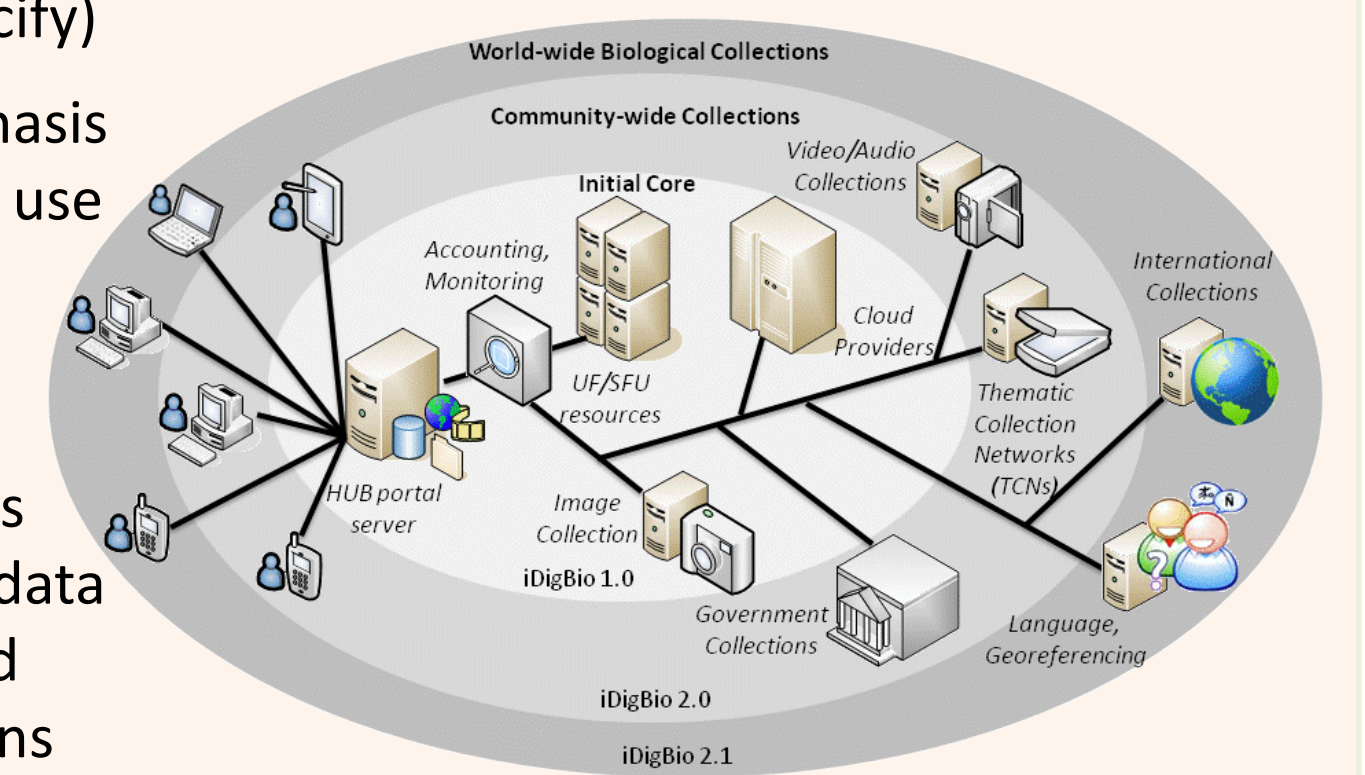 cify)
nasis
use
s
data
d
ns
World-wide Biological Collections
Community-wide Collections
Initial Core
Video/Audio
Collections
Accounting,
Monitoring
International
Collections
Cloud
Providers
UF/SFU
resources
Thematic
Collection
Networks
(TCNs)
HUB portal
server
Image
Collection
iDigBio 1.0
Government
Collections
Language,
Georeferencing
iDigBio 2.0
iDigBio 2.1
Ñ
?